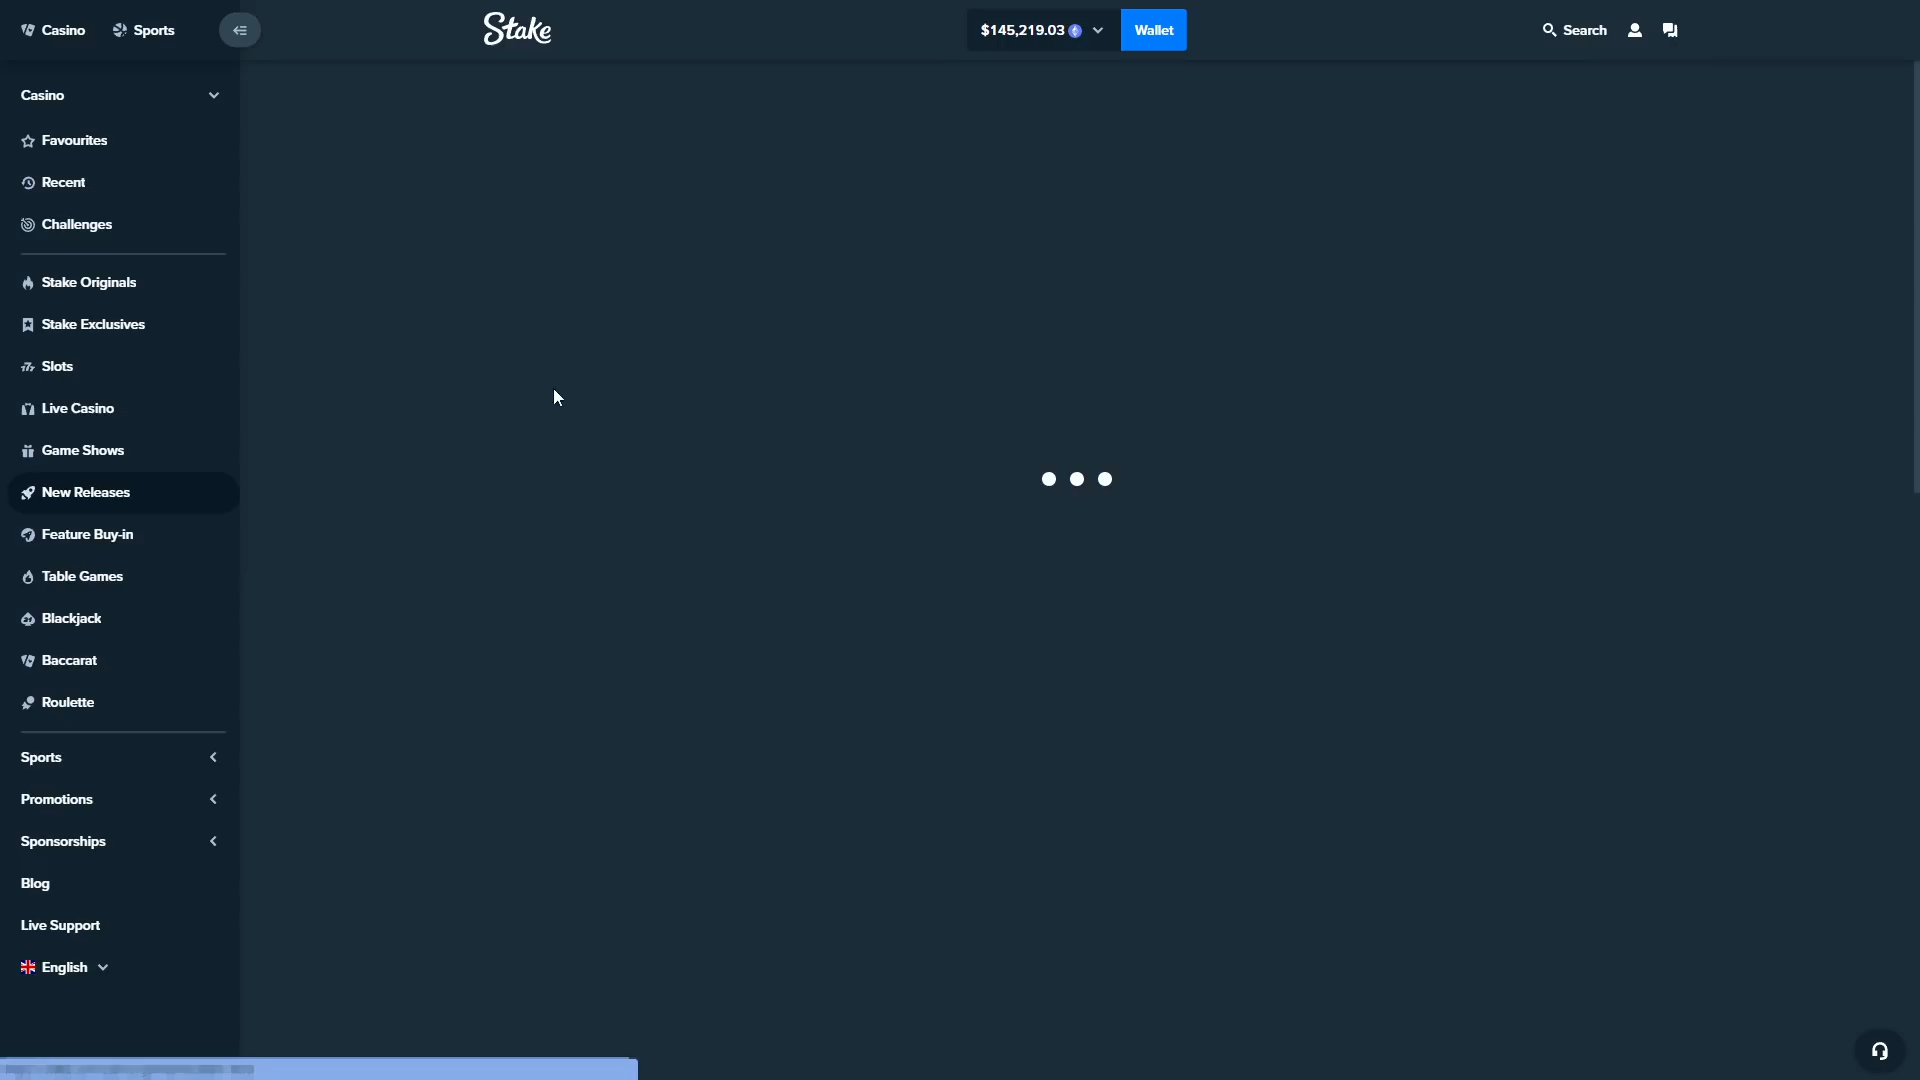 Casino
Sports
Stake
$145,219.03
Wallet
Search
Casino
Favourites
Recent
Challenges
Stake Originals
Stake Exclusives
Slots
Live Casino
Game Shows
New Releases
Feature Buy-in
Table Games
Blackjack
Baccarat
Roulette
Sports
Promotions
Sponsorships
Blog
Live Support
English